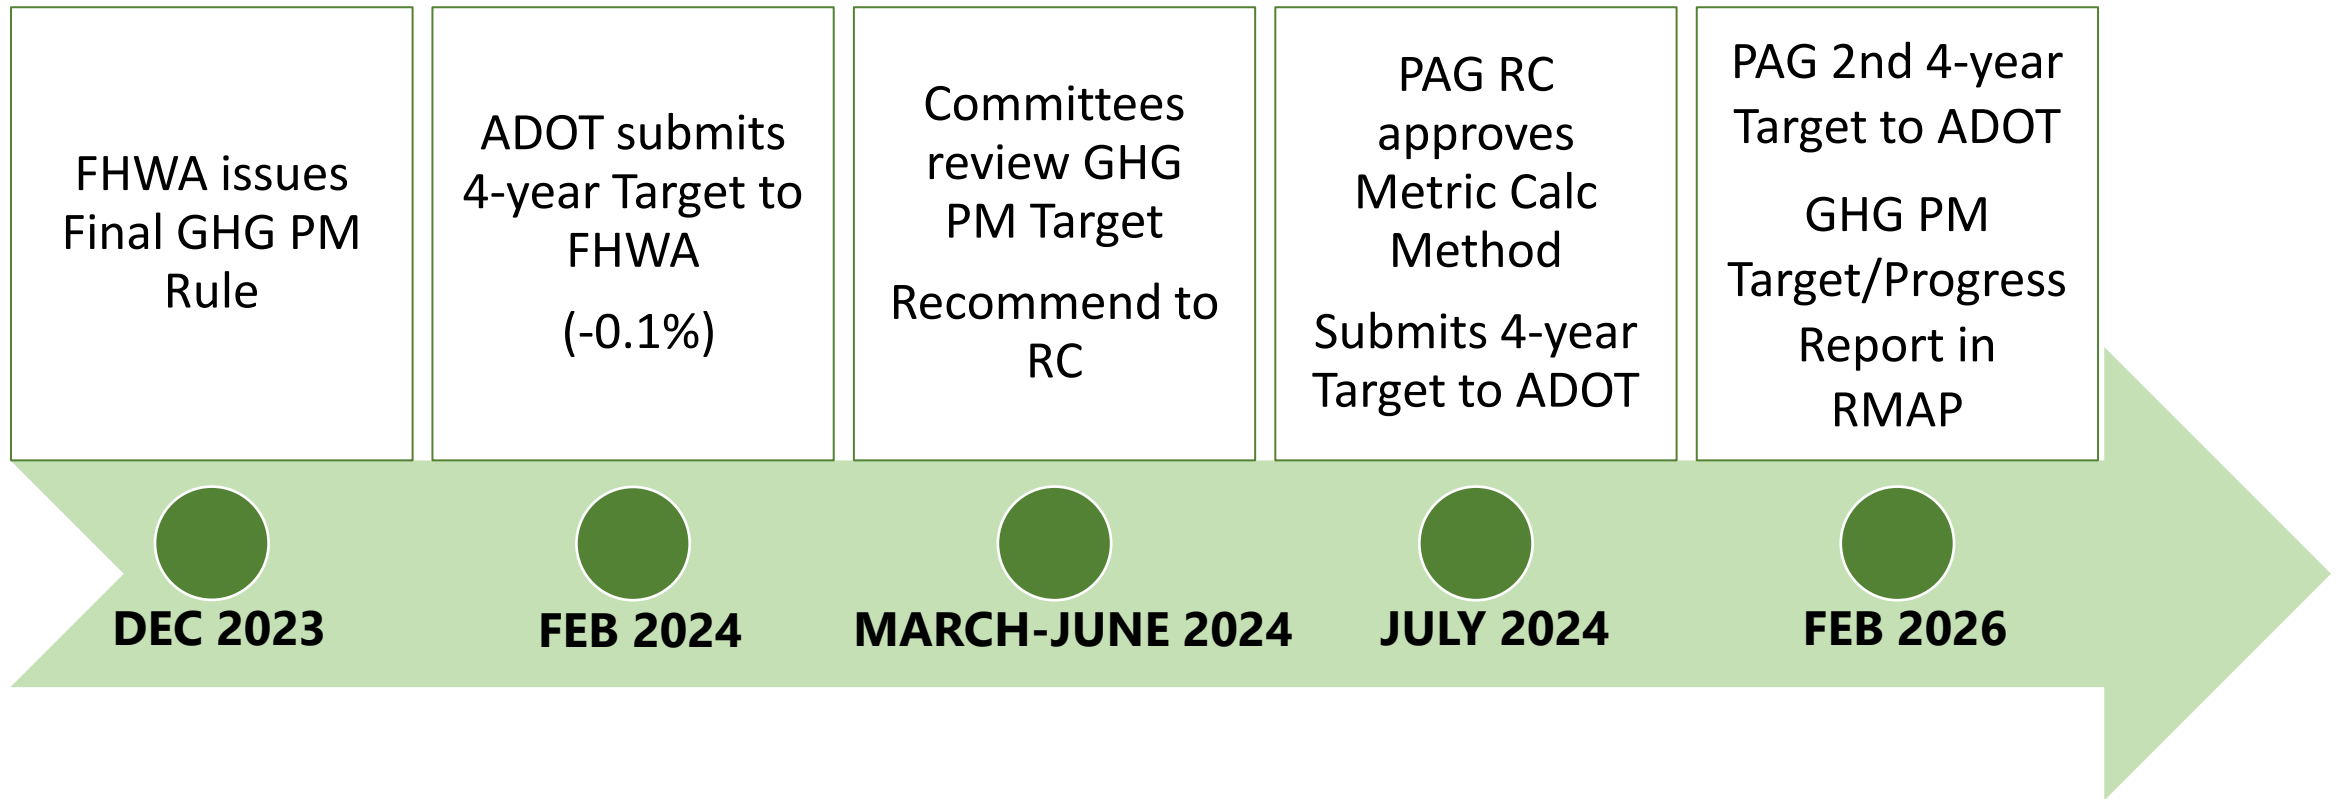 FHWA issues
Final GHG PM
Rule
ADOT submits
4-year Target to
FHWA
(-0.1%)
Committees
review GHG
PM Target
Recommend to
RC
PAG RC
approves
Metric Calc
Method
Submits 4-year
Target to ADOT
PAG 2nd 4-year
Target to ADOT
GHG PM
Target/Progress
Report in
RMAP
DEC 2023
FEB 2024
MARCH-JUNE 2024
JULY 2024
FEB 2026